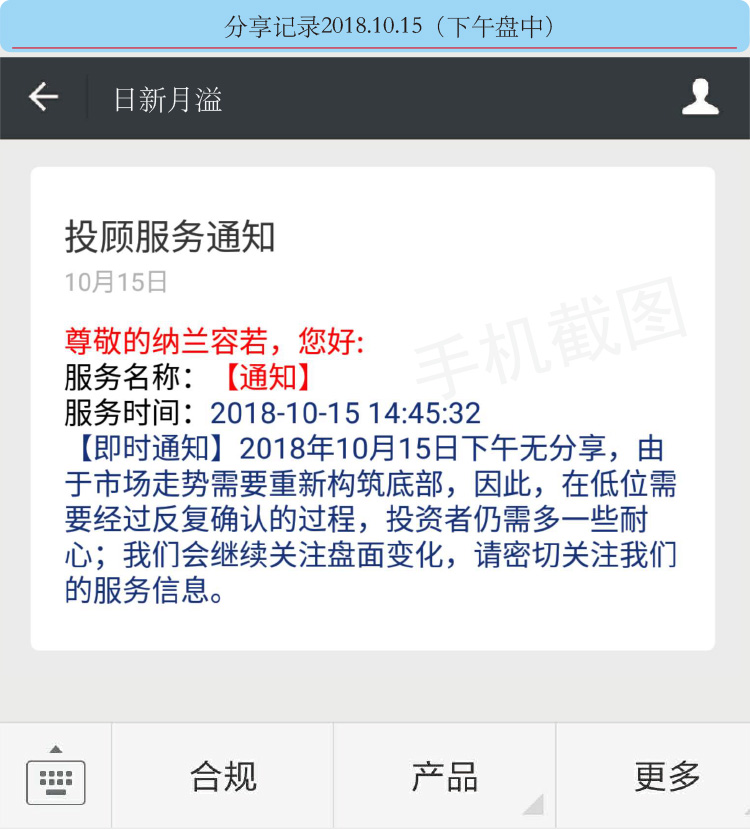 分享记录2018.10.15（下午盘中）
日新月溢
投顾服务通知
10月15日
尊敬的纳兰容若，您好:
服务名称：【通知】
服务时间：2018-10-15 14:45:32
【即时通知】2018年10月15日下午无分享，由
于市场走势需要重新构筑底部，因此，在低位需
要经过反复确认的过程，投资者仍需多一些耐
心；我们会继续关注盘面变化，请密切关注我们
的服务信息。
手机截图
合规
产品
更多